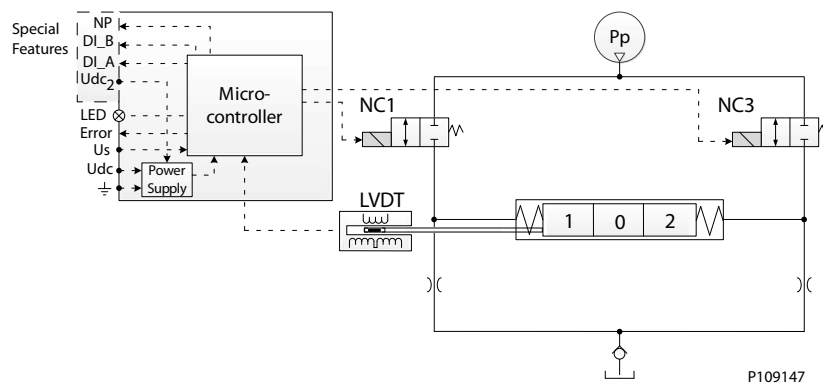 Special
Features
NP
DI_B
DI_A
Udc2
LED
Error
Us
Udc
Micro-
controller
Power
Supply
Pp
NC1
NC3
LVDT
1 0 2
P109147